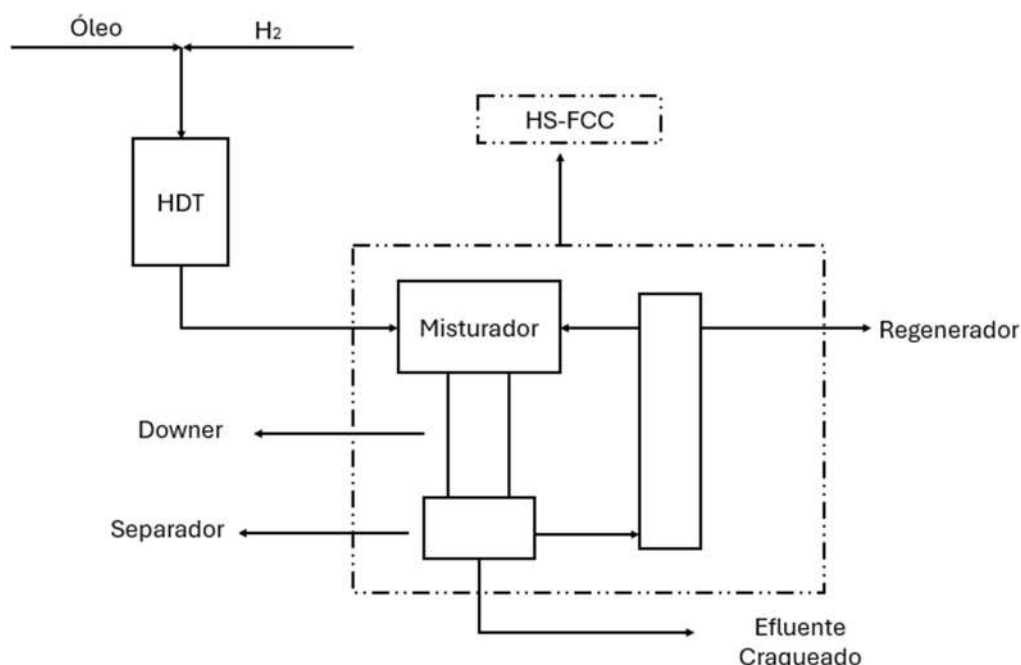 Óleo
H₂
HS-FCC
HDT
Misturador
Regenerador
Downer
Separador
Efluente
Craqueado